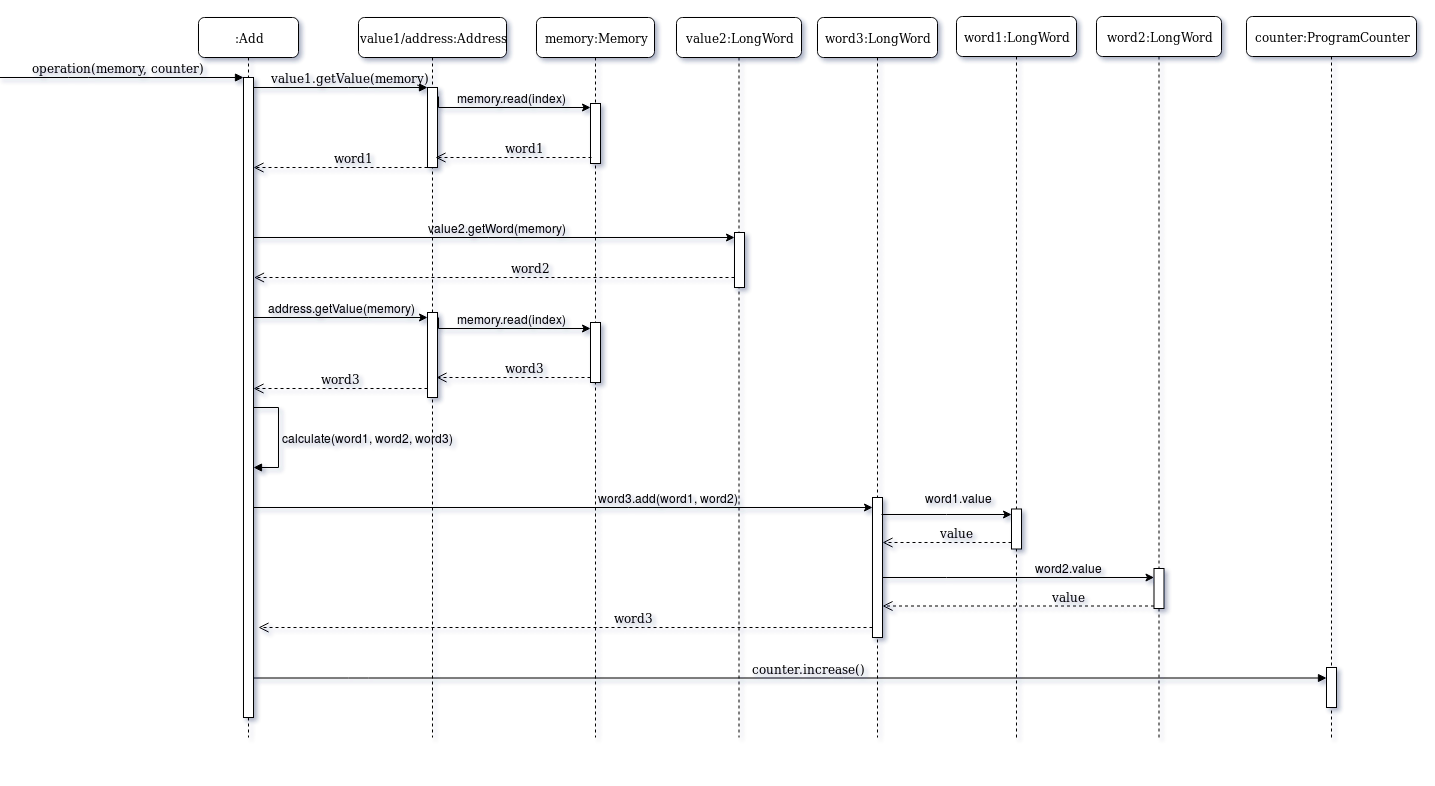 :Add
value1/address:Address
memory:Memory
value2:LongWord
word3:LongWord
word1:LongWord
word2:LongWord
counter:ProgramCounter
operation(memory, counter)
value1.getValue(memory)
memory.read(index)
word1
word1
value2.getWord(memory)
word2
address.getValue(memory)
memory.read(index)
word3
word3
calculate(word1, word2, word3)
word3.add(word1, word2)
word1.value
value
word2.value
value
word3
counter.increase()